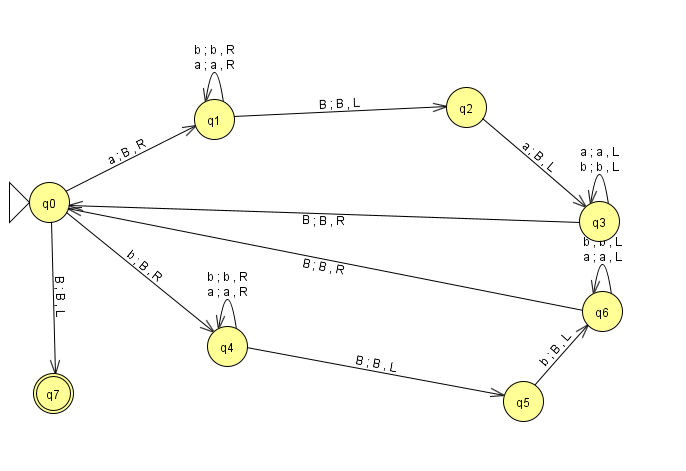 b ; b , R
a ; a , R
q1
B ; B , L
q2
a ; B , R
a ; B , L
a ; a , L
b ; b , L
q0
q3
B ; B , R
b ; b , L
a ; a , L
B ; B , R
b ; B , R
B ; B , L
b ; b , R
a ; a , R
q6
q4
b ; B , L
B ; B , L
q7
q5